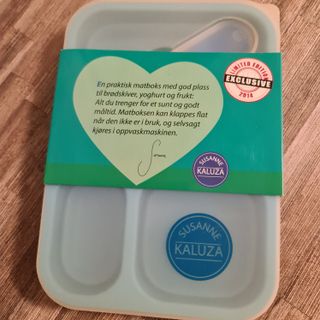 En praktisk matboks med god plass
til brødskiver, yoghurt og frukt:
Alt du trenger for et sunt og godt
måltid. Matboksen kan klappes flat
når den ikke er i bruk, og selvsagt
kjøres i oppvaskmaskinen.
LIMITED EDITION
EXCLUSIVE
2014
SUSANNE
KALUZA
SUSANNE
KALUZA